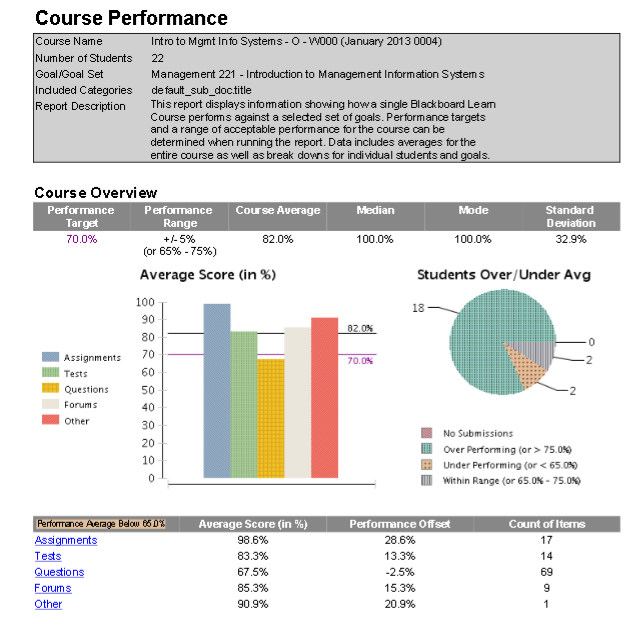 Course Performance
Course Name Intro to Mgmt Info Systems - O - W000 (January 2013 0004)
Number of Students 22
Goal/Goal Set Management 221 - Introduction to Management Information Systems
Included Categories default_sub_doc.title
Report Description This report displays information showing how a single Blackboard Learn
Course performs against a selected set of goals. Performance targets
and a range of acceptable performance for the course can be
determined when running the report. Data includes averages for the
entire course as well as break downs for individual students and goals.
Course Overview
Performance Target Performance Range Course Average Median Mode Standard Deviation
70.0% +/- 5% 82.0% 100.0% 100.0% 32.9%
(or 65% - 75%)
Average Score (in %)
100
90
80
70
60
50
40
30
20
10
0
82.0%
70.0%
Assignments
Tests
Questions
Forums
Other
Students Over/Under Avg
18
0
2
2
No Submissions
Over Performing (or > 75.0%)
Under Performing (or < 65.0%)
Within Range (or 65.0% - 75.0%)
Performance Average Below 65.0% Average Score (in %) Performance Offset Count of Items
Assignments 98.6% 28.6% 17
Tests 83.3% 13.3% 14
Questions 67.5% -2.5% 69
Forums 85.3% 15.3% 9
Other 90.9% 20.9% 1